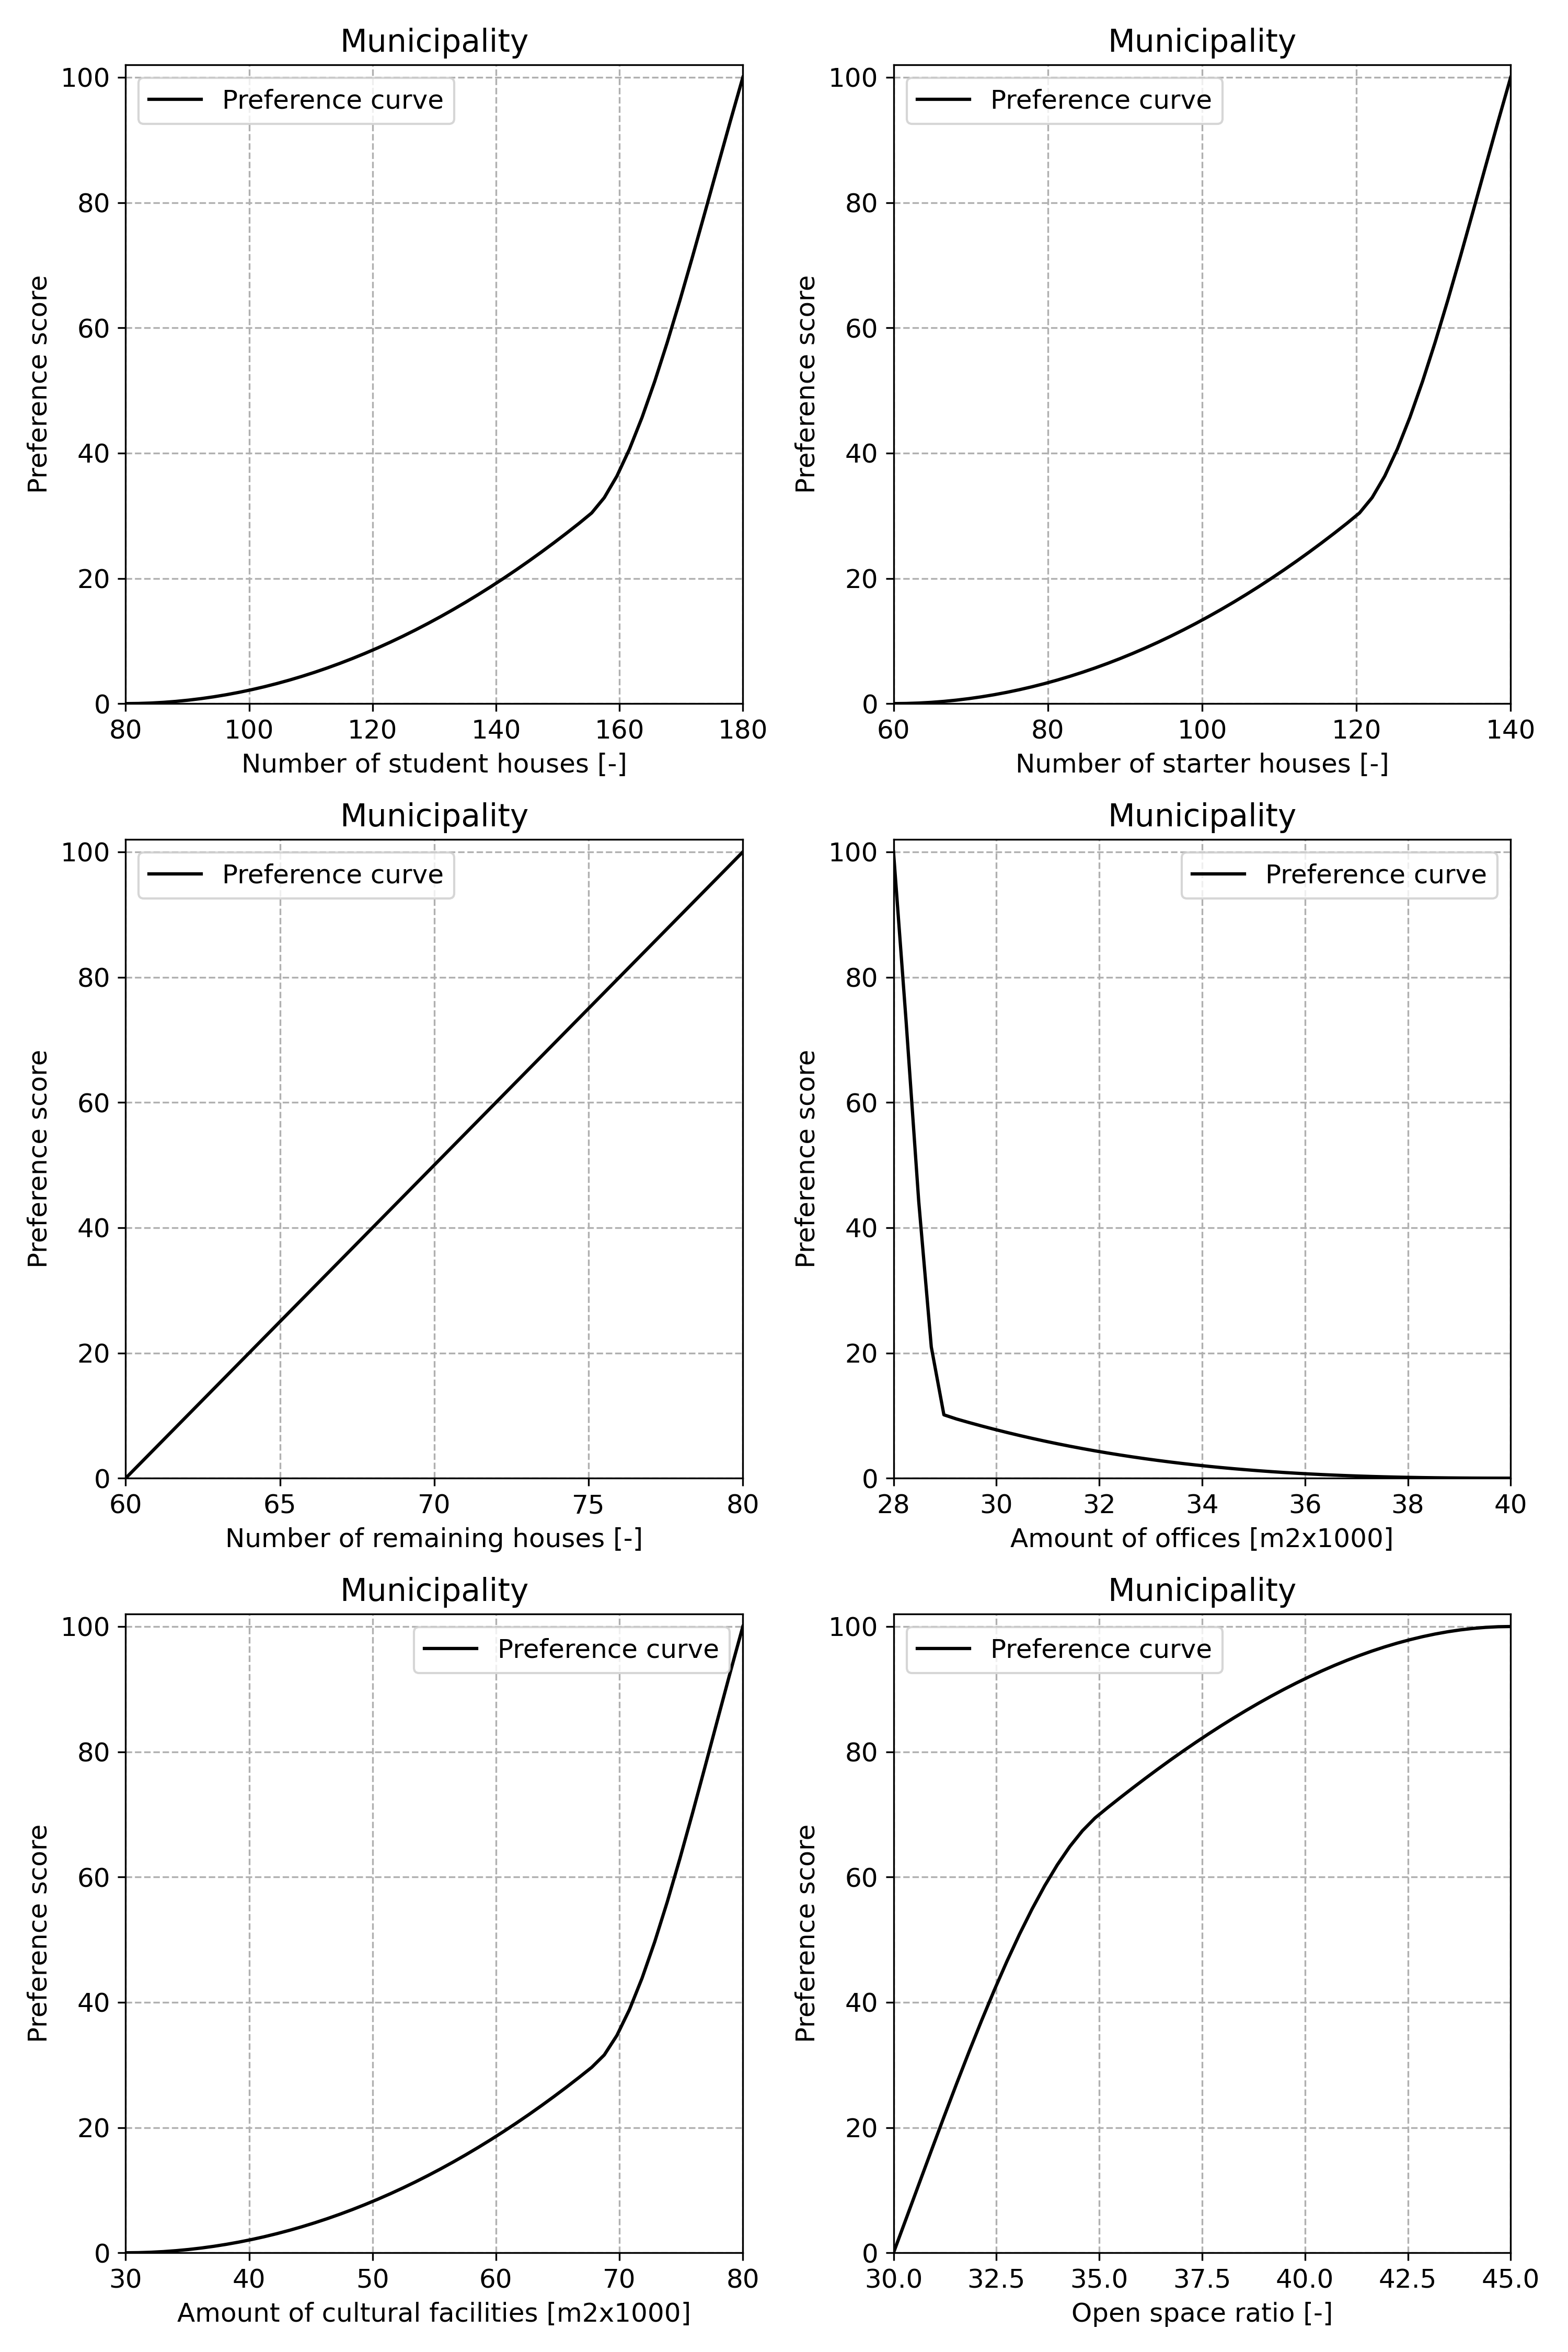 Municipality
Preference curve
Preference score
100
80
60
40
20
0
80 100 120 140 160 180
Number of student houses [-]
Municipality
Preference curve
Preference score
100
80
60
40
20
0
60 80 100 120 140
Number of starter houses [-]
Municipality
Preference curve
Preference score
100
80
60
40
20
0
60 65 70 75 80
Number of remaining houses [-]
Municipality
Preference curve
Preference score
100
80
60
40
20
0
28 30 32 34 36 38 40
Amount of offices [m2x1000]
Municipality
Preference curve
Preference score
100
80
60
40
20
0
30 40 50 60 70 80
Amount of cultural facilities [m2x1000]
Municipality
Preference curve
Preference score
100
80
60
40
20
0
30.0 32.5 35.0 37.5 40.0 42.5 45.0
Open space ratio [-]